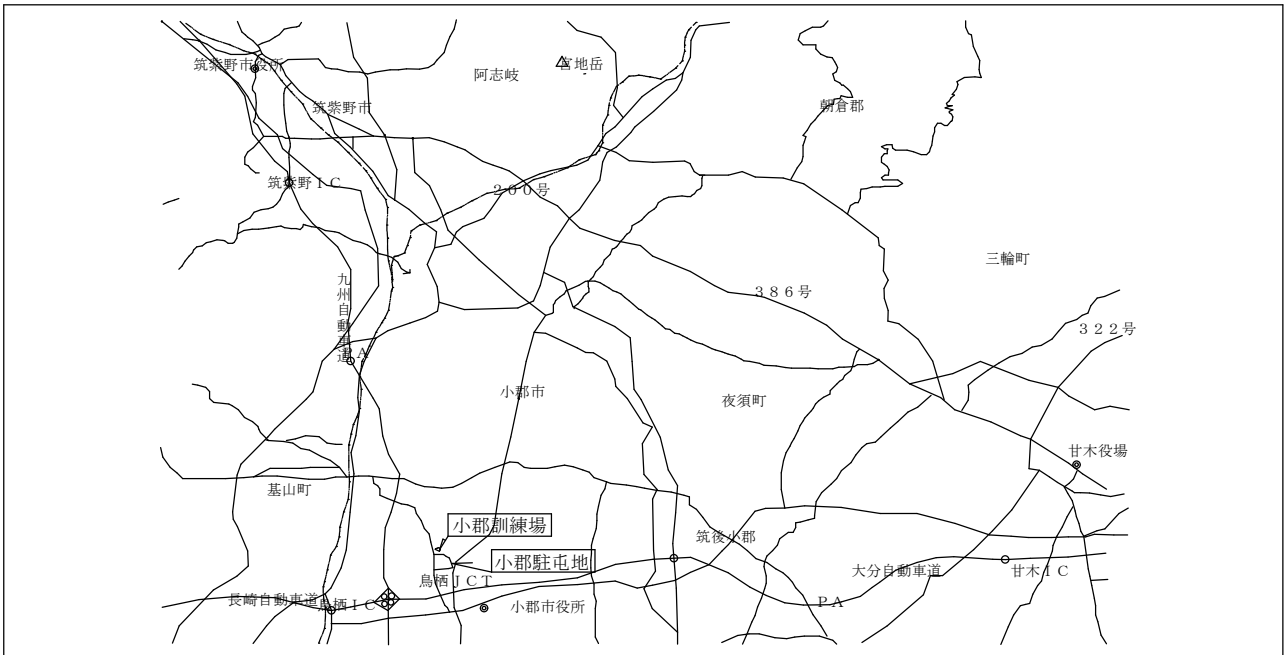 筑紫野市役所
宮地岳
阿志岐
筑紫野市
朝倉郡
筑紫野ＩＣ
２００号
三輪町
九州自動車道
３８６号
３２２号
ＰＡ
小郡市
夜須町
甘木役場
基山町
小郡訓練場
筑後小郡
小郡駐屯地
大分自動車道
甘木ＩＣ
鳥栖ＪＣＴ
長崎自動車道
鳥栖ＩＣ
小郡市役所
ＰＡ